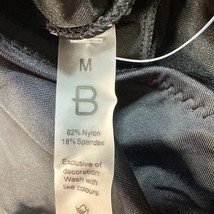 M
B
82% Nylon
18% Spandex
Exclusive of
decoration
Wash with
like colours.